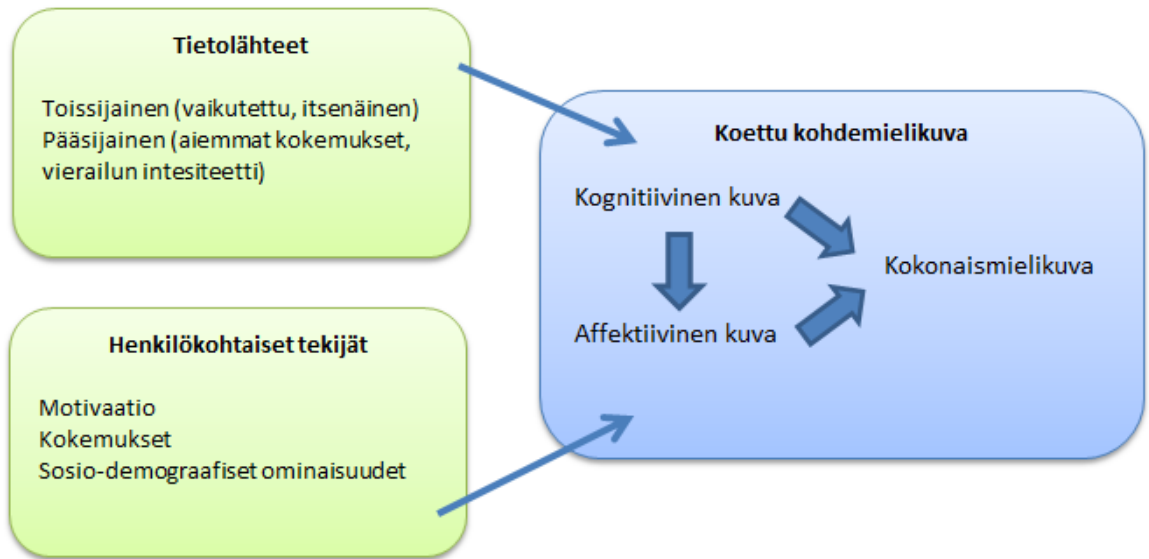 Tietolähteet
Toissijainen (vaikutettu, itsenäinen)
Pääsijainen (aiemmat kokemukset,
vierailun intesiteetti)
Henkilökohtaiset tekijät
Motivaatio
Kokemukset
Sosio-demograafiset ominaisuudet
Koettu kohdemielikuva
Kognitiivinen kuva
Kokonaismielikuva
Affektiivinen kuva